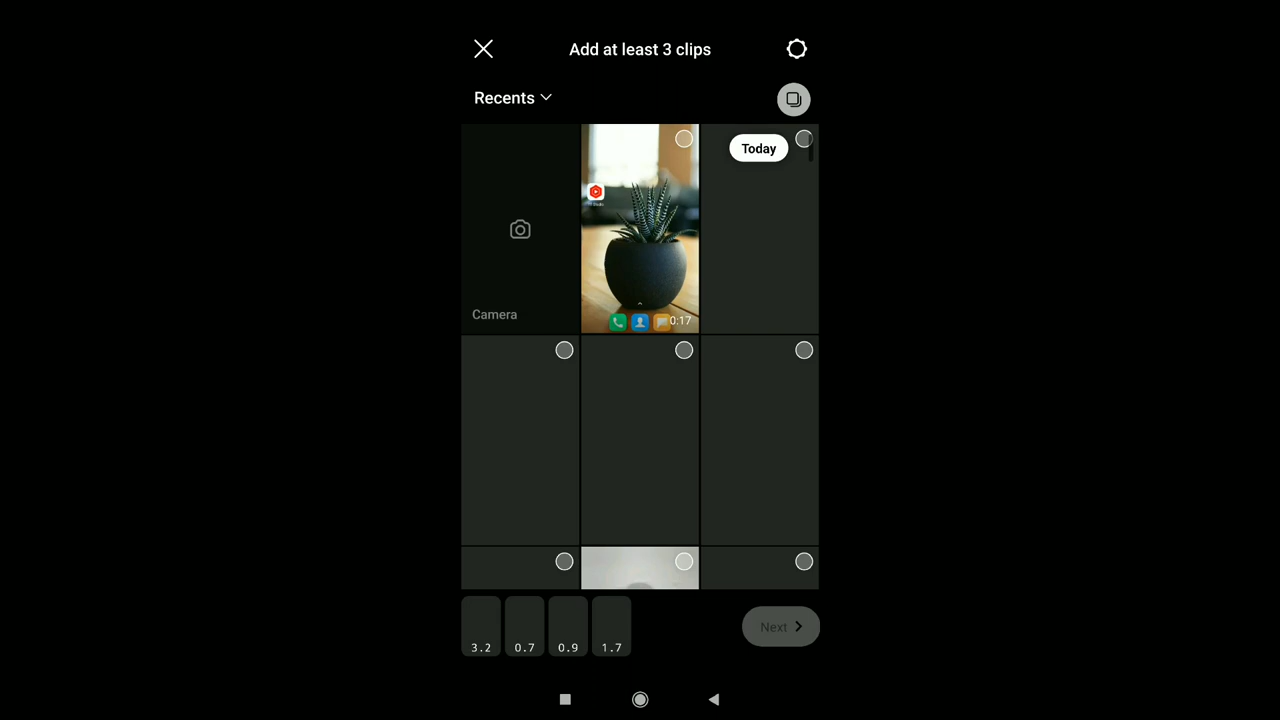 Add at least 3 clips
Recents
Today
Camera
0:17
3.2
0.7
0.9
1.7
Next